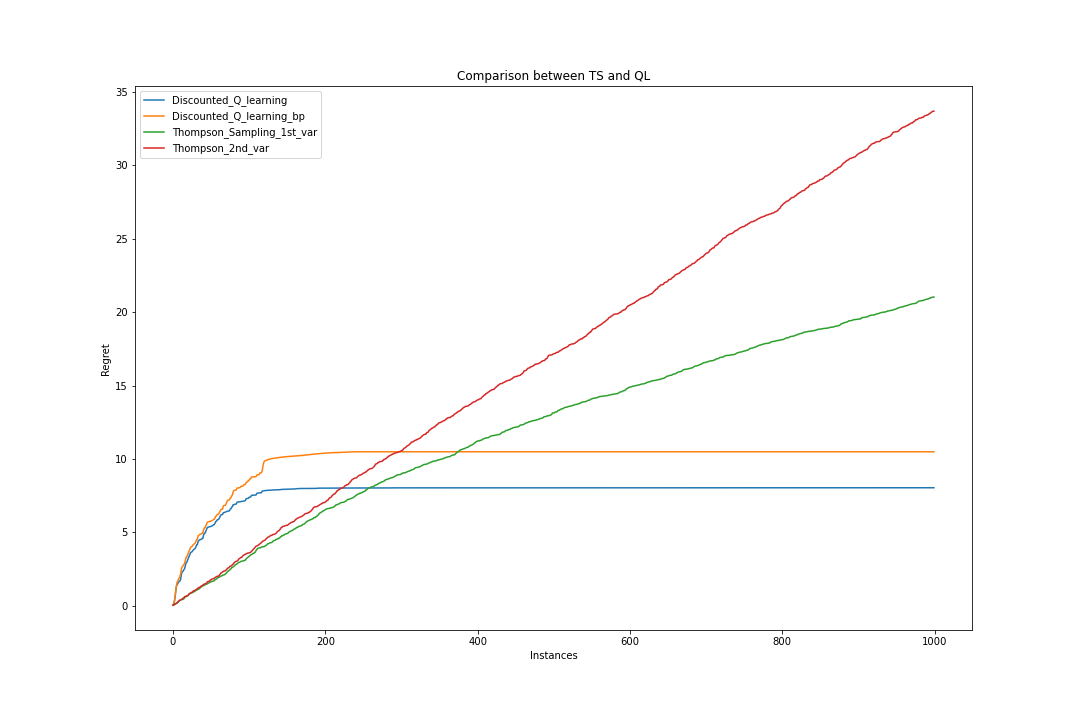 Comparison between TS and QL
Discounted_Q_learning
Discounted_Q_learning_bp
Thompson_Sampling_1st_var
Thompson_2nd_var
35
30
25
20
15
10
5
0
Regret
0 200 400 600 800 1000
Instances